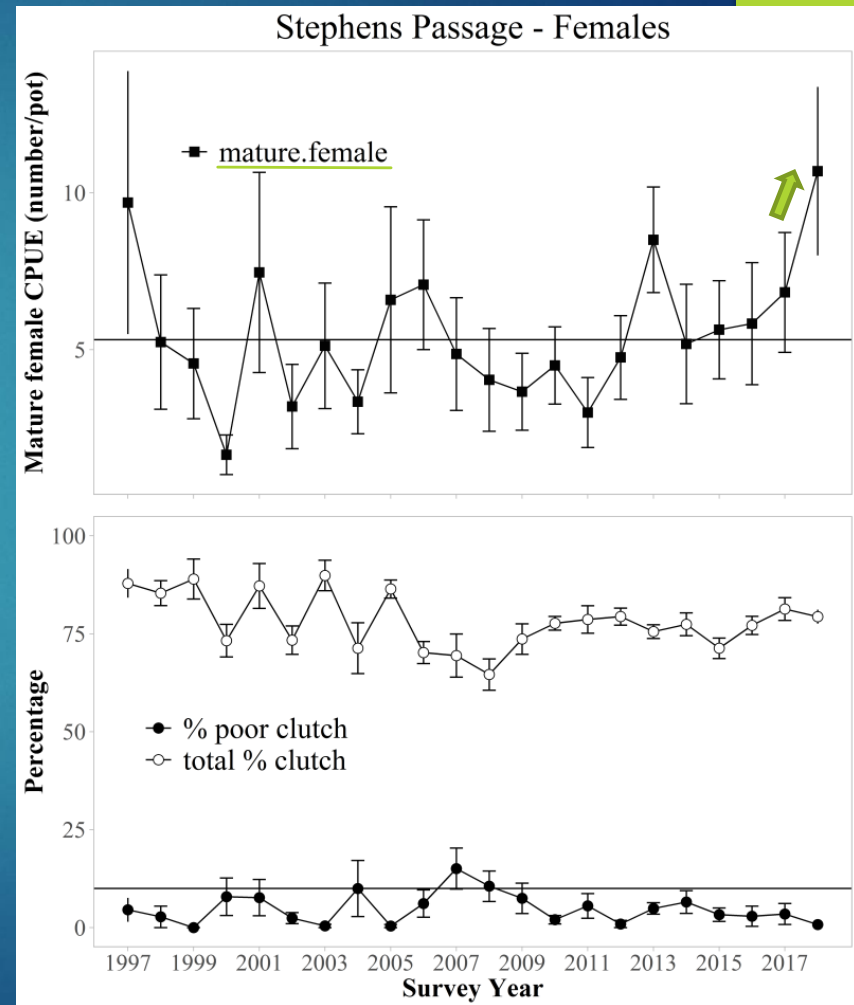 Stephens Passage - Females
Mature female CPUE (number/pot)
10
5
mature.female
Percentage
100
75
50
25
0
% poor clutch
total % clutch
1997 1999 2001 2003 2005 2007 2009 2011 2013 2015 2017
Survey Year